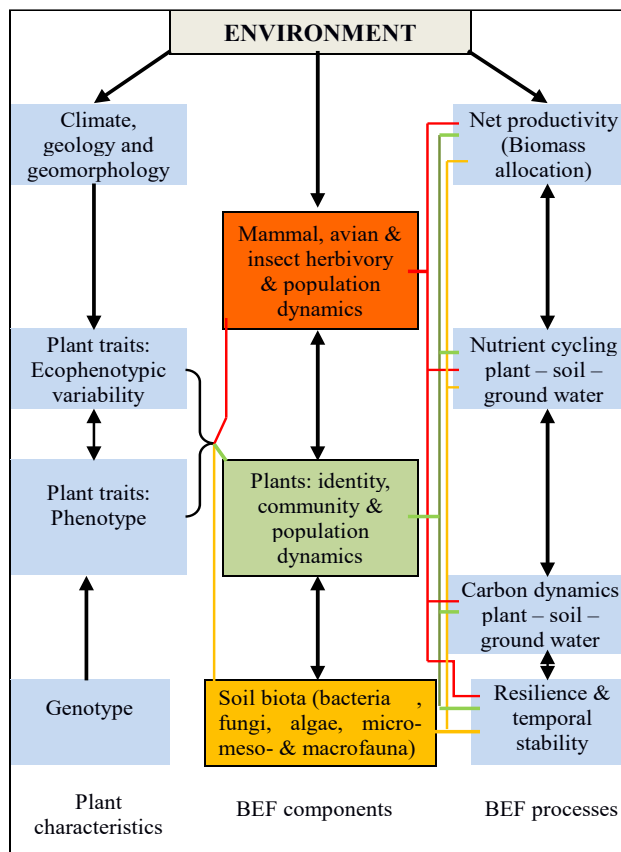 ENVIRONMENT
Climate,
geology and
geomorphology
Net productivity
(Biomass
allocation)
Mammal, avian &
insect herbivory
& population
dynamics
Plant traits:
Ecophenotypic
variability
Nutrient cycling
plant – soil –
ground water
Plant traits:
Phenotype
Plants: identity,
community &
population
dynamics
Carbon dynamics
plant – soil –
ground water
Genotype
Soil biota (bacteria ,
fungi, algae, micro-
meso- & macrofauna)
Resilience &
temporal
stability
Plant
characteristics
BEF components
BEF processes